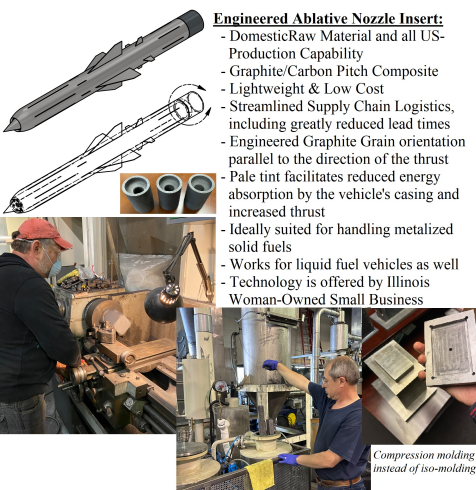 Engineered Ablative Nozzle Insert:
- DomesticRaw Material and all US-
Production Capability
- Graphite/Carbon Pitch Composite
- Lightweight & Low Cost
- Streamlined Supply Chain Logistics,
including greatly reduced lead times
- Engineered Graphite Grain orientation
parallel to the direction of the thrust
- Pale tint facilitates reduced energy
absorption by the vehicle's casing and
increased thrust
- Ideally suited for handling metalized
solid fuels
- Works for liquid fuel vehicles as well
- Technology is offered by Illinois
Woman-Owned Small Business
Compression molding
instead of iso-molding